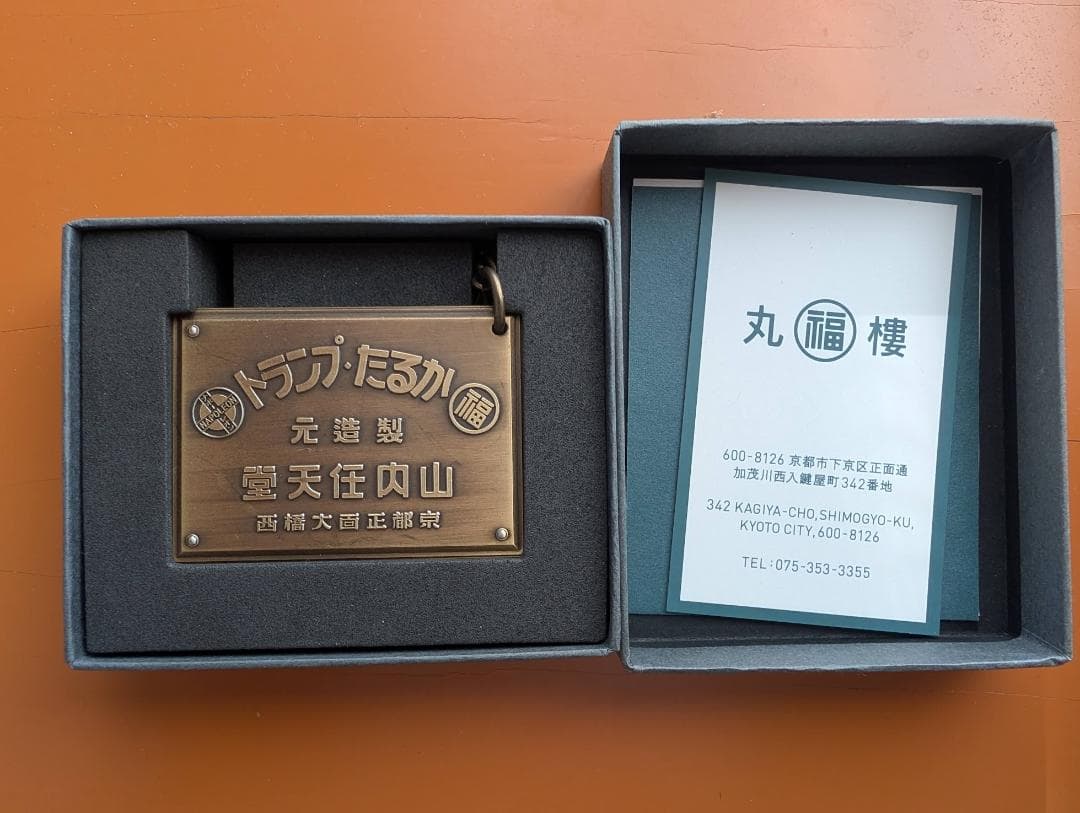 かるた・トランプ
福
NAPOLEON
製造元
山内任天堂
京都正面大橋西
丸福樓
600-8126 京都市下京区正面通
加茂川西入鍵屋町342番地
342 KAGIYA-CHO, SHIMOGYO-KU,
KYOTO CITY, 600-8126
TEL:075-353-3355